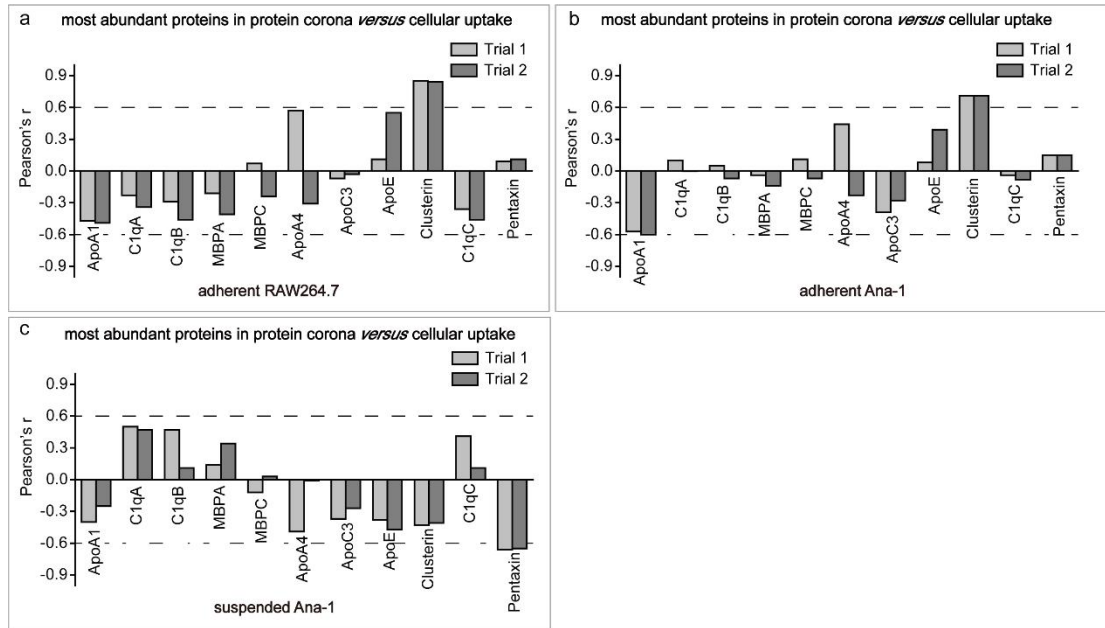 a most abundant proteins in protein corona versus cellular uptake
Trial 1
Trial 2
0.9
0.6
0.3
0.0
-0.3
-0.6
-0.9
Pearson's r
ApoA1
C1qA
C1qB
MBPA
MBPC
ApoA4
ApoC3
ApoE
Clusterin
C1qC
Pentaxin
adherent RAW264.7
b most abundant proteins in protein corona versus cellular uptake
Trial 1
Trial 2
0.9
0.6
0.3
0.0
-0.3
-0.6
-0.9
Pearson's r
ApoA1
C1qA
C1qB
MBPA
MBPC
ApoA4
ApoC3
ApoE
Clusterin
C1qC
Pentaxin
adherent Ana-1
c most abundant proteins in protein corona versus cellular uptake
Trial 1
Trial 2
0.9
0.6
0.3
0.0
-0.3
-0.6
-0.9
Pearson's r
ApoA1
C1qA
C1qB
MBPA
MBPC
ApoA4
ApoC3
ApoE
Clusterin
C1qC
Pentaxin
suspended Ana-1